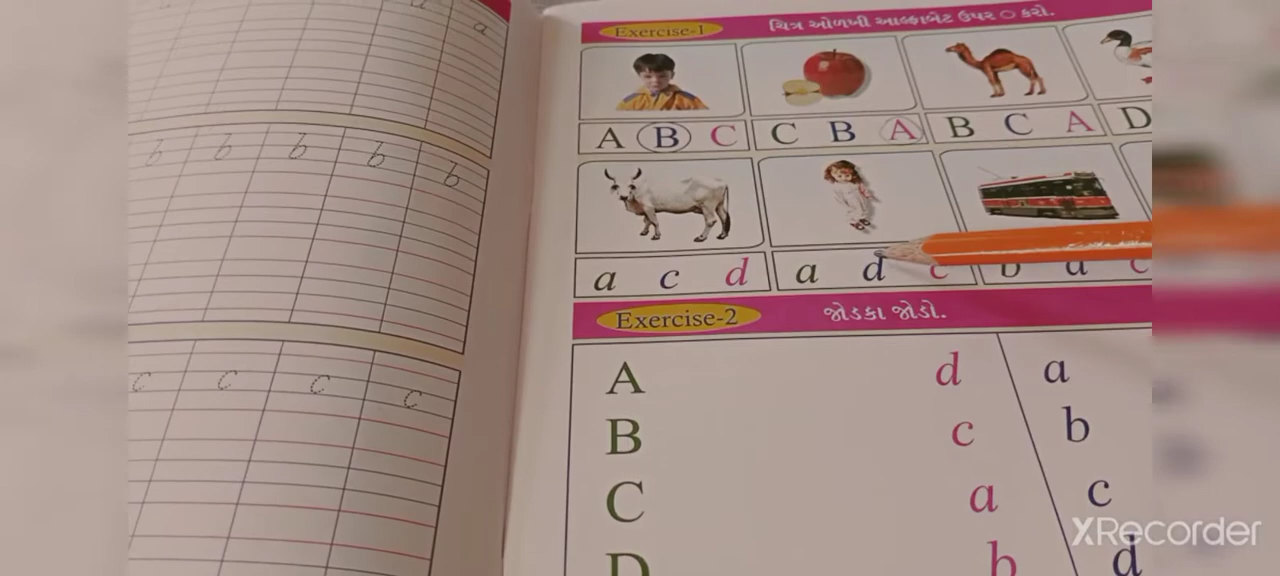 a a
Exercise-1 ચિત્ર ઓળખી આલ્ફાબેટ ઉપર ○ કરો.
A B C C B A B C A D
b b b b b
a c d a d c b a c
Exercise-2 જોડકા જોડો.
c c c c
A d a
B c b
C a c
D b d
XRecorder